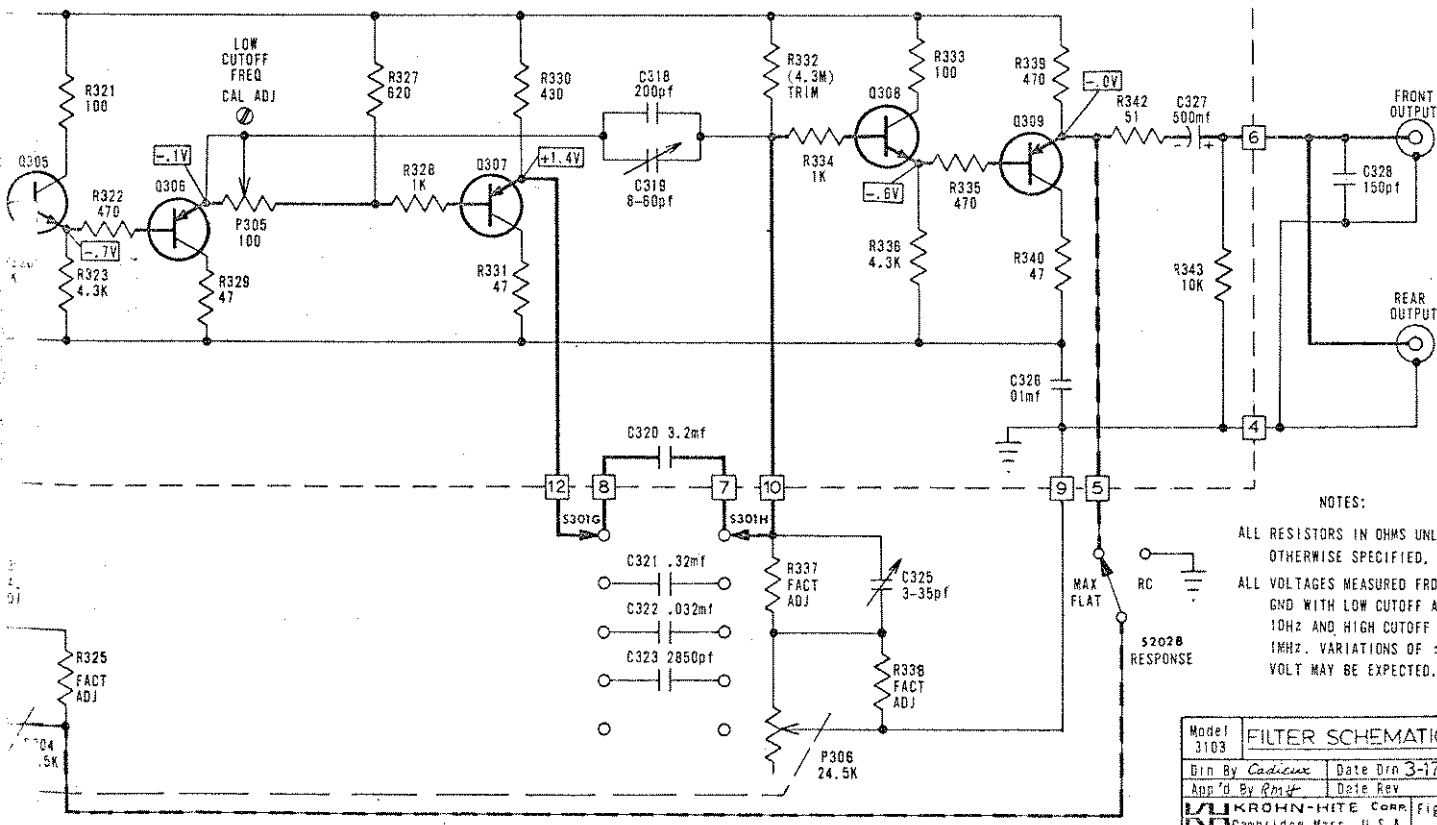 LOW
CUTOFF
FREQ
CAL ADJ
R321
100
R327
620
R330
430
C318
200pf
C319
8-60pf
R332
(4.3M)
TRIM
R333
100
Q308
R339
470
-.0V
R342
51
C327
500mf
- +
6
FRONT
OUTPUT
Q305
R322
470
-.1V
Q306
P305
100
R328
1K
Q307
+1.4V
R334
1K
-.6V
R335
470
Q309
C328
150pf
-.7V
R323
4.3K
R329
47
R331
47
R336
4.3K
R340
47
R343
10K
REAR
OUTPUT
C326
01mf
4
C320 3.2mf
12
8
7
10
9
5
S301G
S301H
C321 .32mf
C322 .032mf
C323 2850pf
R337
FACT
ADJ
C325
3-35pf
R338
FACT
ADJ
P306
24.5K
MAX
FLAT
RC
S202B
RESPONSE
R325
FACT
ADJ
.5K
NOTES:
ALL RESISTORS IN OHMS UNL
OTHERWISE SPECIFIED.
ALL VOLTAGES MEASURED FRO
GND WITH LOW CUTOFF A
10HZ AND HIGH CUTOFF
1MHZ. VARIATIONS OF
VOLT MAY BE EXPECTED.
Model
3103
FILTER SCHEMATIC
Drn By Cadieux Date Drn 3-17
App'd By RmH Date Rev
KROHN-HITE CORP. Fig
Cambridge Mass. U.S.A.